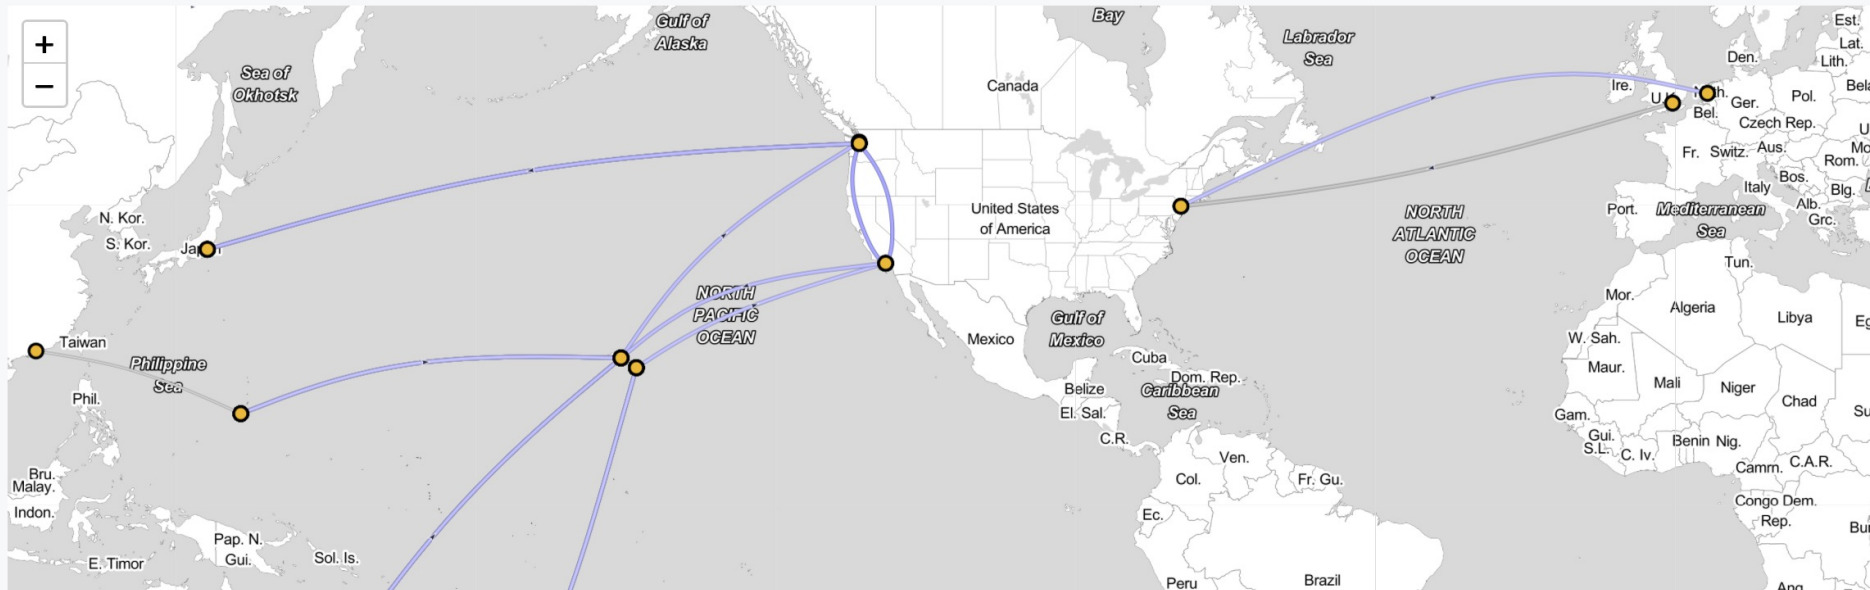 +
−
Gulf of
Alaska
Bay
Labrador
Sea
Est.
Lat.
Lith.
Den.
Sea of
Okhotsk
Canada
Ire.
Pol.
Ger.
Bel.
Czech Rep.
Fr.
Switz.
Aus.
Rom.
Bos.
Italy
Blg.
Alb.
Grc.
Port.
Mediterranean
Sea
N. Kor.
S. Kor.
United States
of America
NORTH
ATLANTIC
OCEAN
Tun.
NORTH
PACIFIC
OCEAN
Mor.
Algeria
Libya
Gulf of
Mexico
Mexico
Taiwan
Philippine
Sea
W. Sah.
Cuba
Dom. Rep.
Maur.
Mali
Niger
Chad
Belize
Caribbean
Sea
Phil.
El. Sal.
Gam.
C.R.
Gui.
S.L.
C. Iv.
Benin
Nig.
Ven.
Camrn.
C.A.R.
Bru.
Malay.
Indon.
Col.
Fr. Gu.
Ec.
Congo
Dem.
Rep.
Pap. N.
Gui.
Sol. Is.
E. Timor
Peru
Brazil